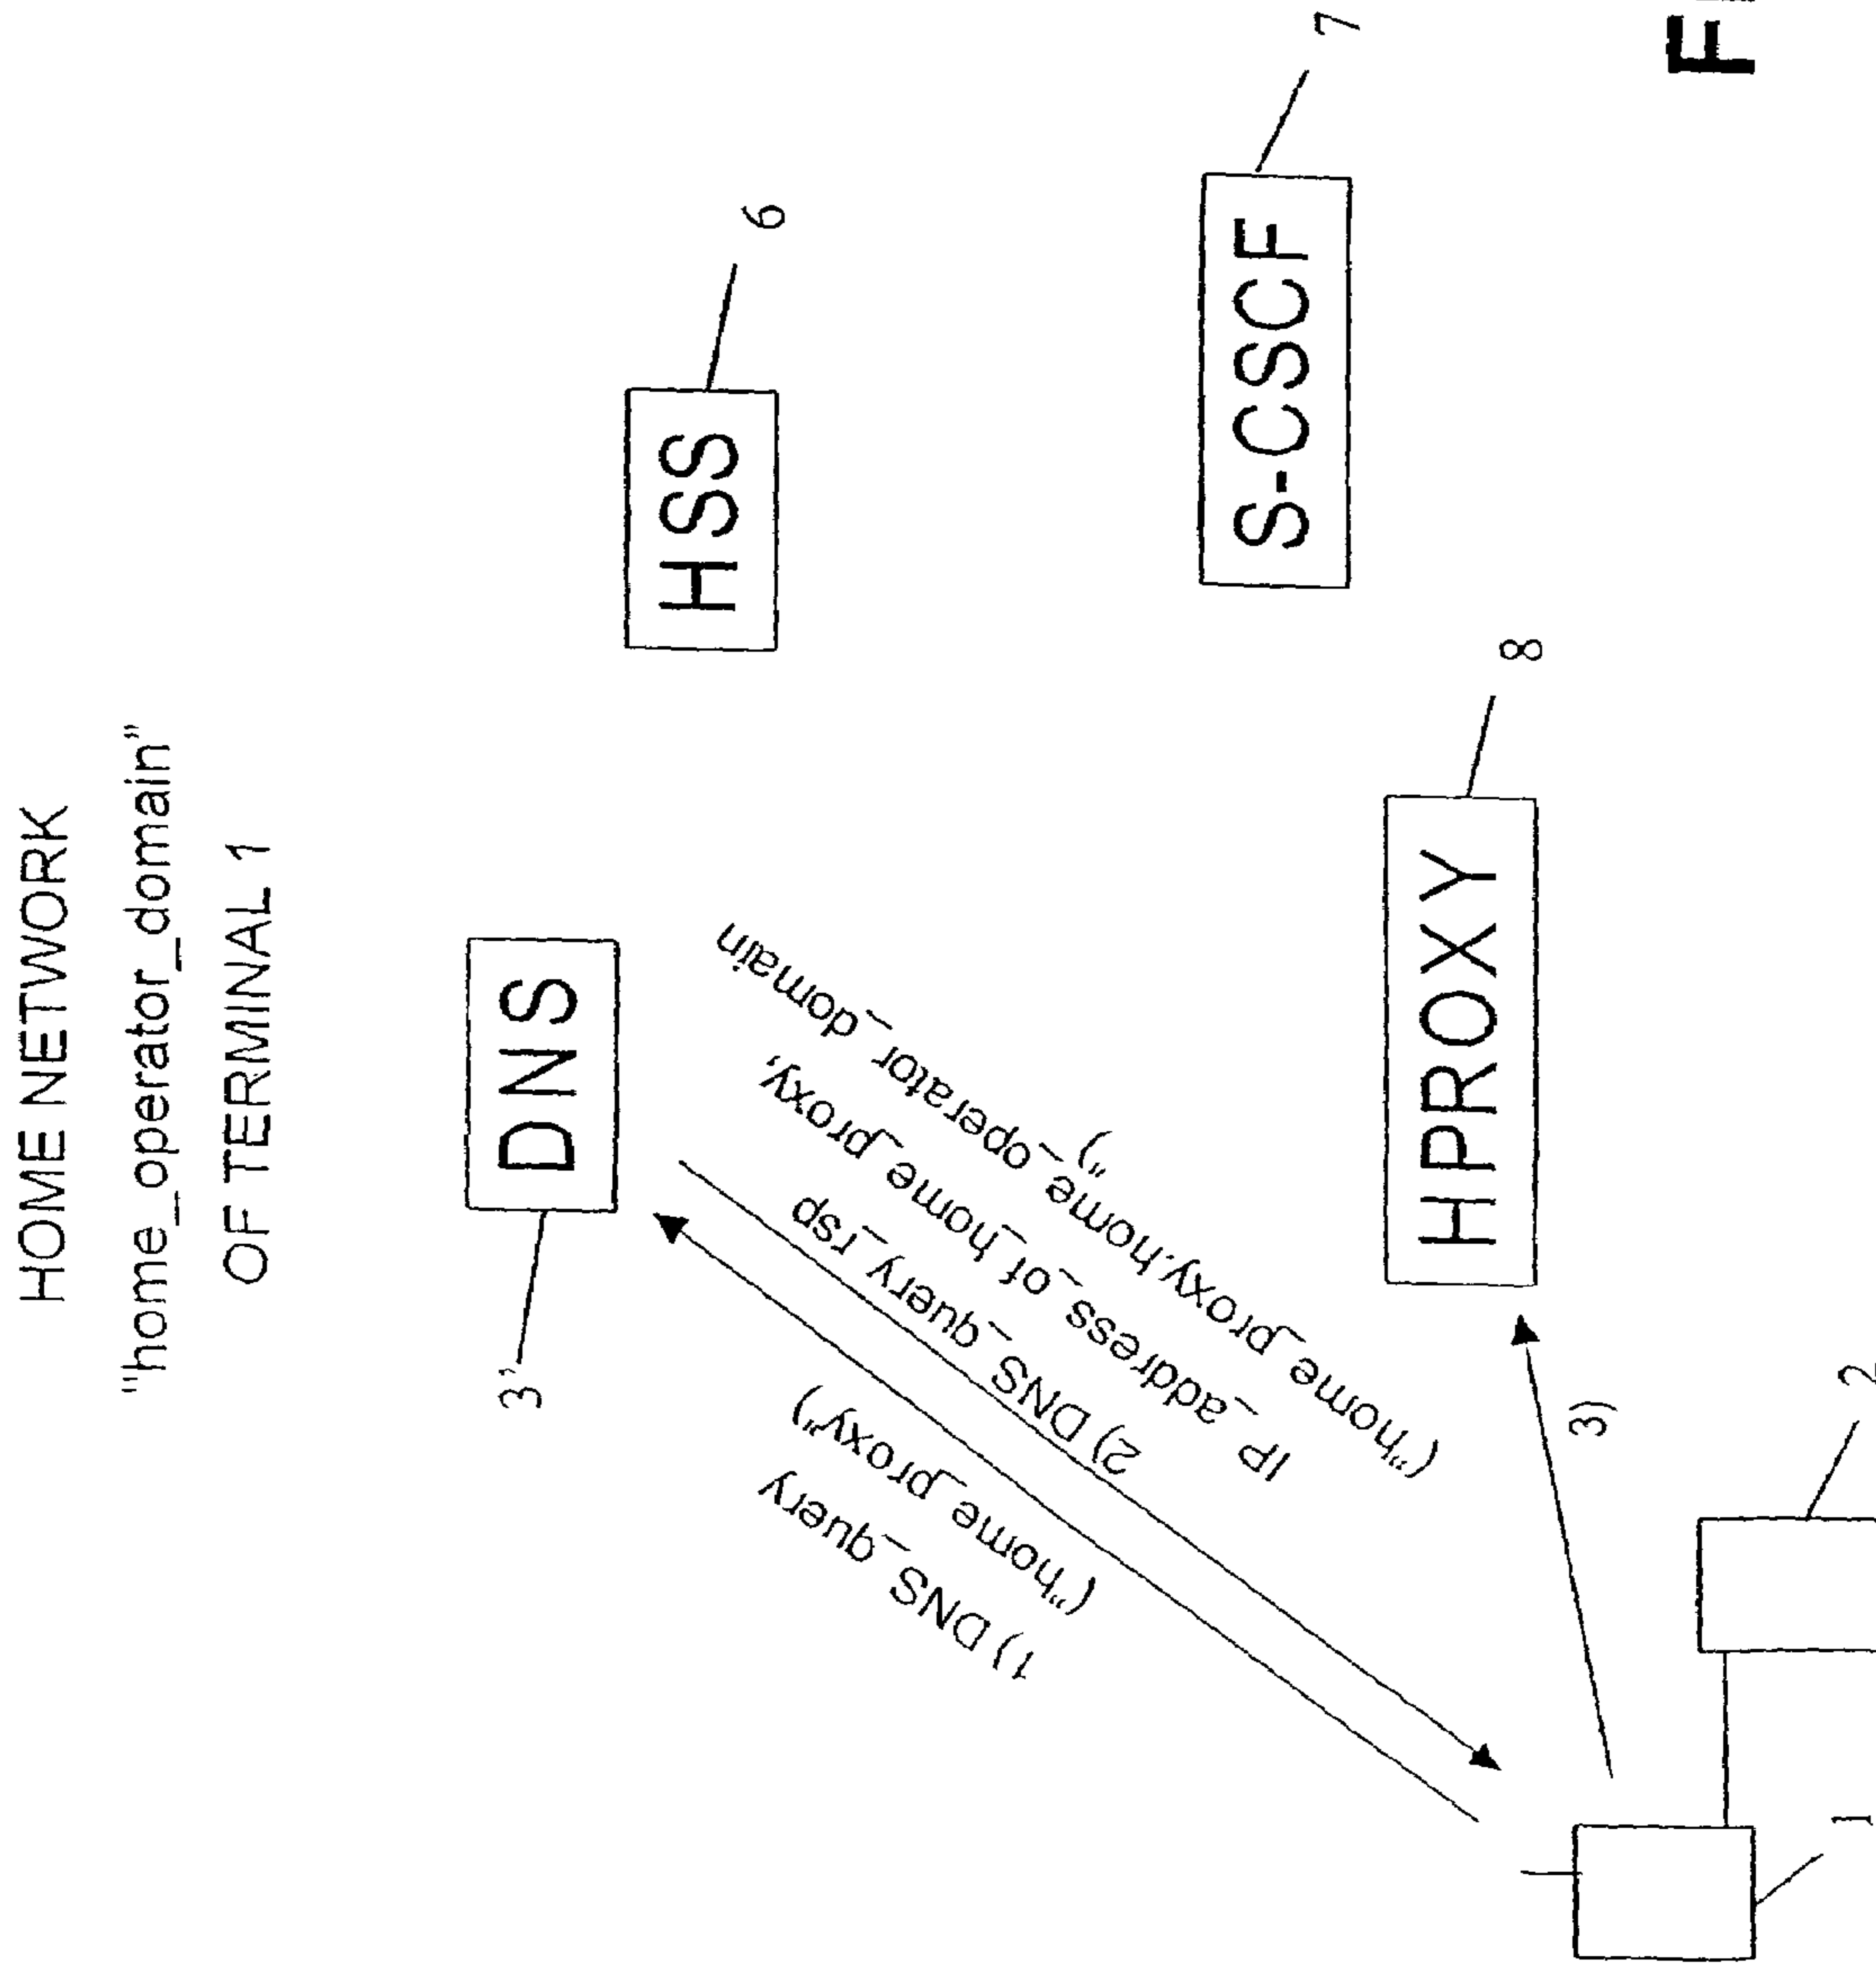 HOME NETWORK
"home_operator_domain"
OF TERMINAL 1
3'
DNS
HSS
6
1) DNS_query
("home_proxy")
2) DNS_query_rsp
IP_address_of_home_proxy,
("home_proxy.home_operator_domain
")
S-CSCF
7
HPROXY
8
3)
1
2